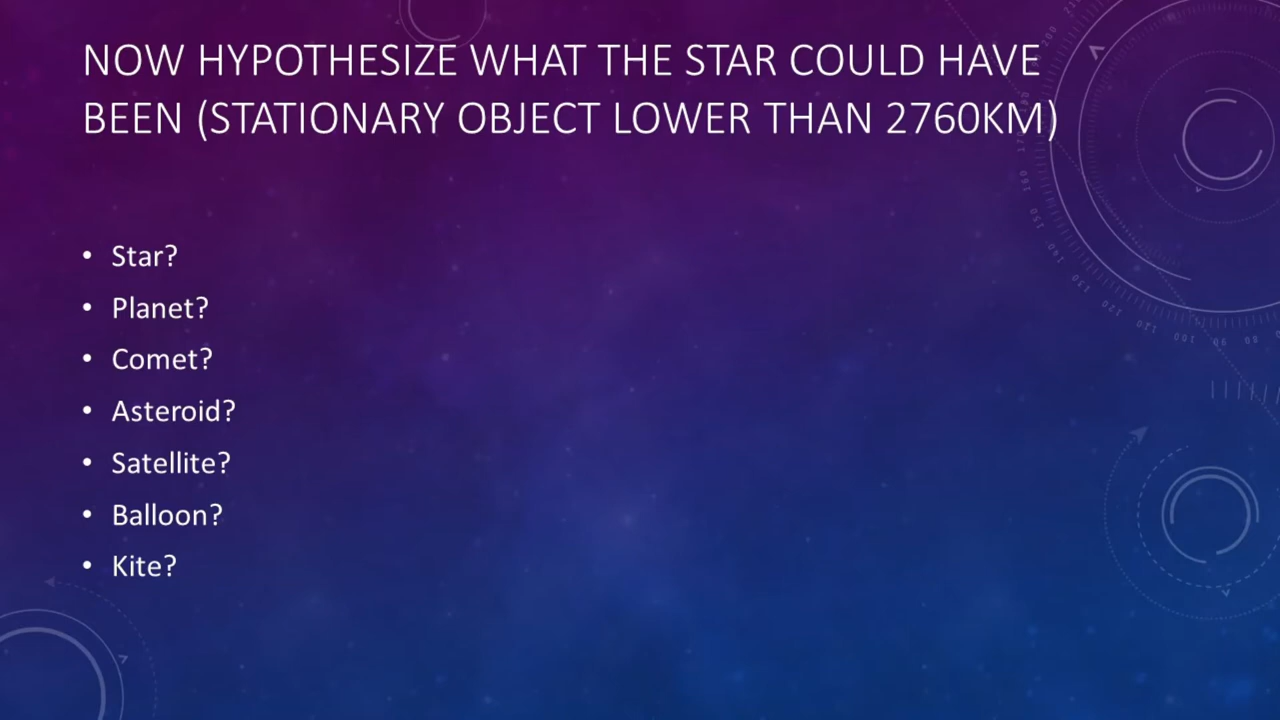 NOW HYPOTHESIZE WHAT THE STAR COULD HAVE
BEEN (STATIONARY OBJECT LOWER THAN 2760KM)
• Star?
• Planet?
• Comet?
• Asteroid?
• Satellite?
• Balloon?
• Kite?